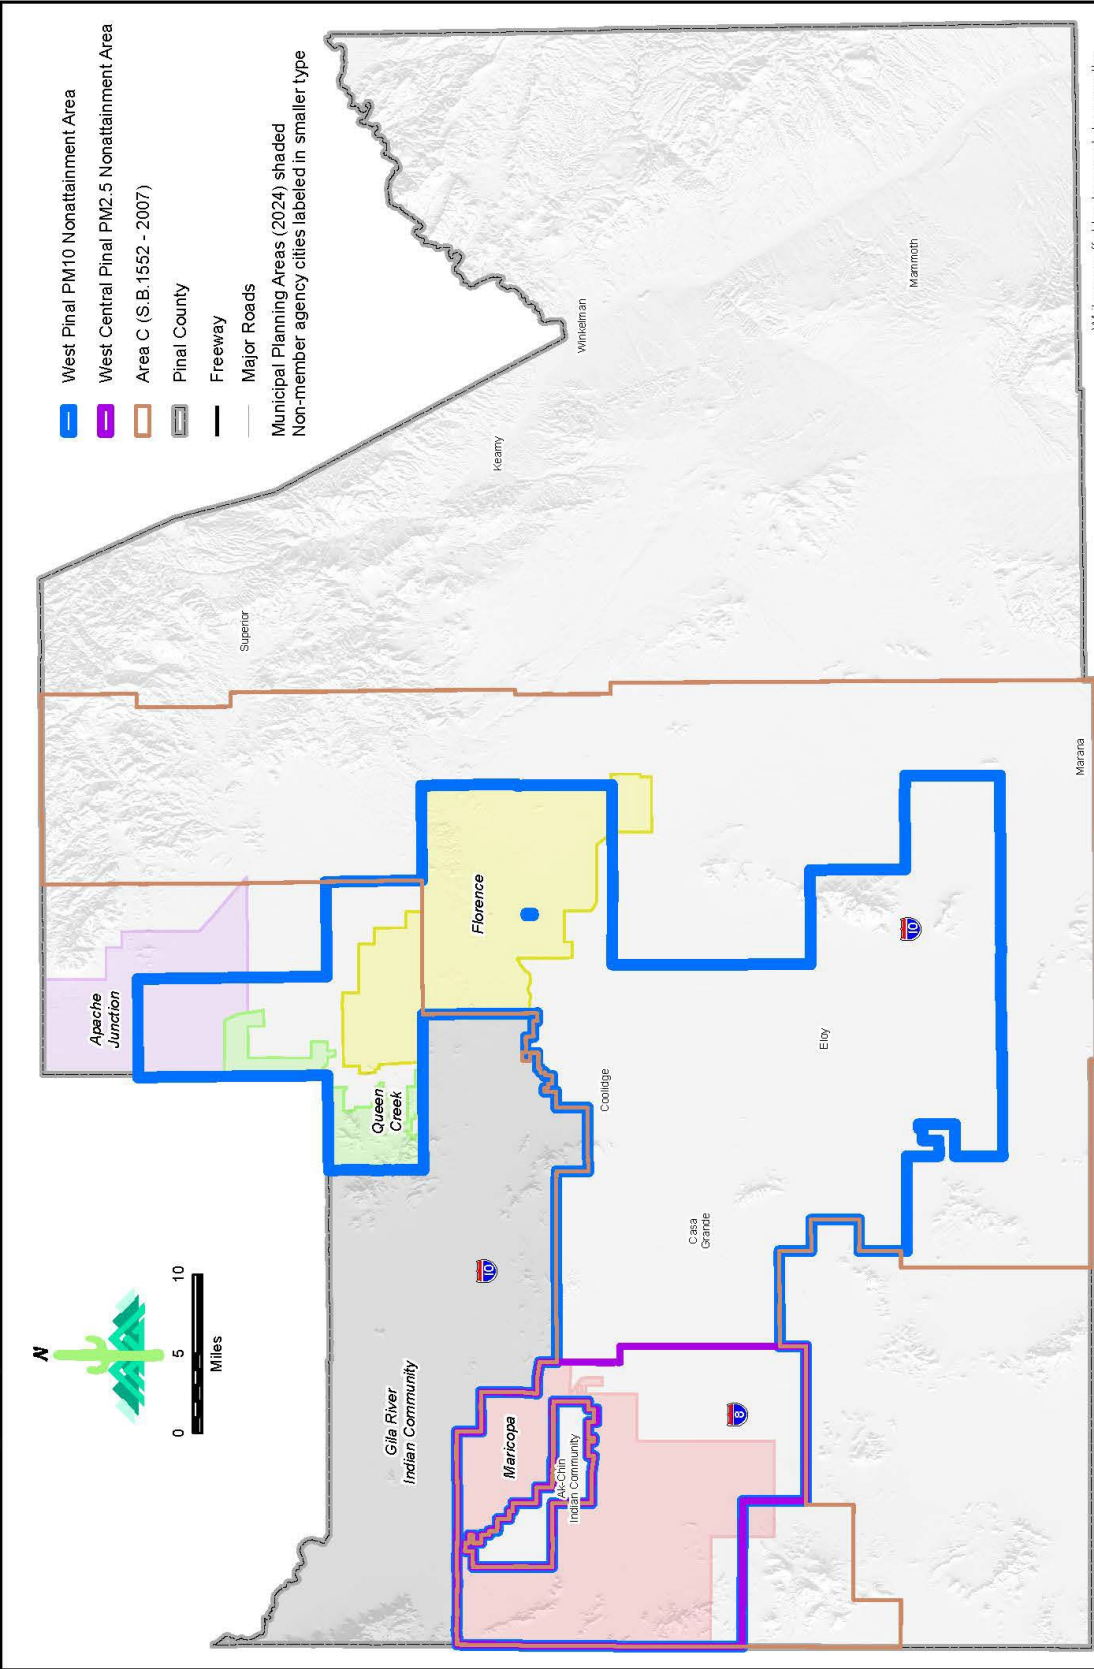 West Pinal PM10 Nonattainment Area
West Central Pinal PM2.5 Nonattainment Area
Area C (S.B.1552 - 2007)
Pinal County
Freeway
Major Roads
Municipal Planning Areas (2024) shaded
Non-member agency cities labeled in smaller type
N
0 5 10
Miles
Apache
Junction
Superior
Queen
Creek
Gila River
Indian Community
Florence
Kearny
10
Maricopa
Ak-Chin
Indian Community
Winkelman
Coolidge
Casa
Grande
8
Eloy
10
Mammoth
Marana